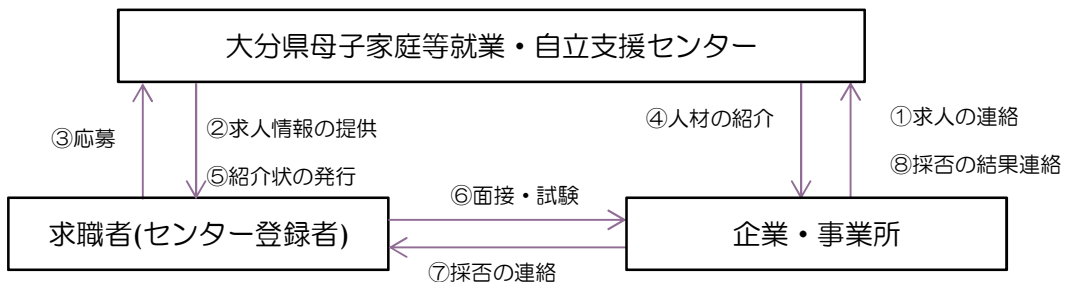 大分県母子家庭等就業・自立支援センター
③応募
②求人情報の提供
⑤紹介状の発行
④人材の紹介
①求人の連絡
⑧採否の結果連絡
求職者(センター登録者)
⑥面接・試験
⑦採否の連絡
企業・事業所